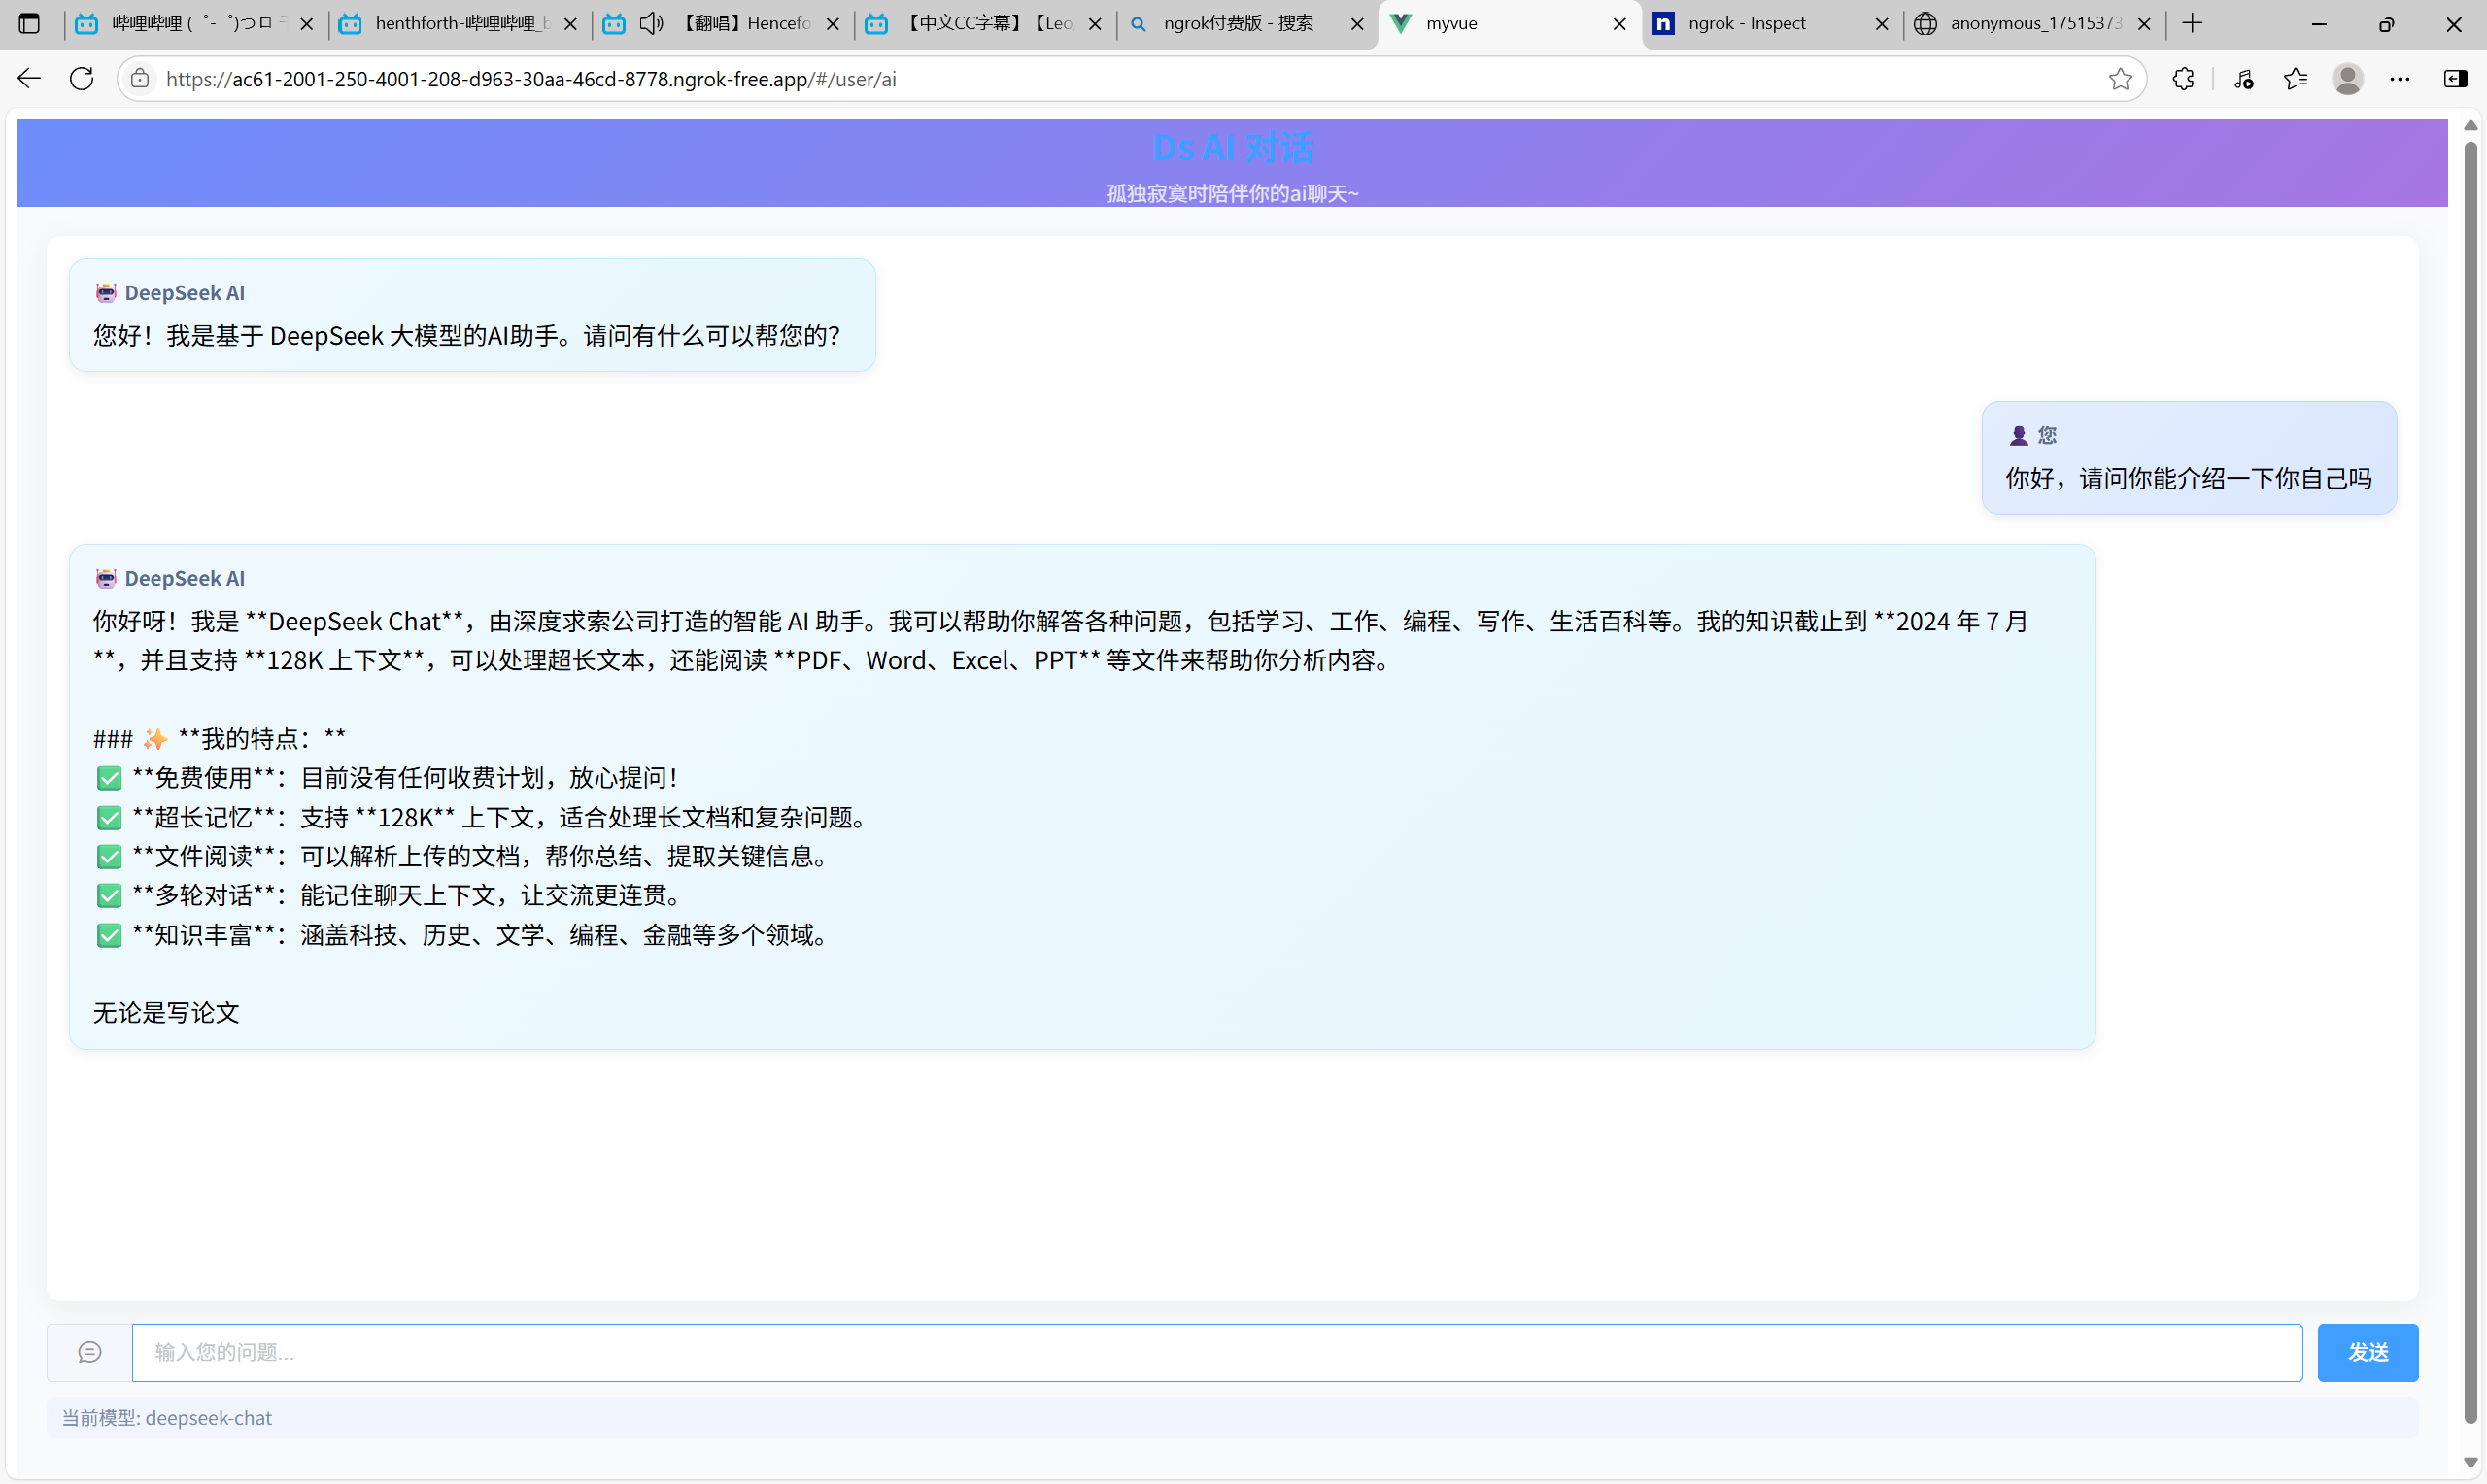 哔哩哔哩 (゜-゜)つロ
henthforth-哔哩哔哩_b
【翻唱】Hencefo
【中文CC字幕】【Leo
ngrok付费版 - 搜索
myvue
ngrok - Inspect
anonymous_17515373
https://ac61-2001-250-4001-208-d963-30aa-46cd-8778.ngrok-free.app/#/user/ai
Ds AI 对话
孤独寂寞时陪伴你的ai聊天~
DeepSeek AI
您好！我是基于 DeepSeek 大模型的AI助手。请问有什么可以帮您的？
您
你好，请问你能介绍一下你自己吗
DeepSeek AI
你好呀！我是 **DeepSeek Chat**，由深度求索公司打造的智能 AI 助手。我可以帮助你解答各种问题，包括学习、工作、编程、写作、生活百科等。我的知识截止到 **2024 年 7 月
**，并且支持 **128K 上下文**，可以处理超长文本，还能阅读 **PDF、Word、Excel、PPT** 等文件来帮助你分析内容。
### ✨ **我的特点：**
✅ **免费使用**：目前没有任何收费计划，放心提问！
✅ **超长记忆**：支持 **128K** 上下文，适合处理长文档和复杂问题。
✅ **文件阅读**：可以解析上传的文档，帮你总结、提取关键信息。
✅ **多轮对话**：能记住聊天上下文，让交流更连贯。
✅ **知识丰富**：涵盖科技、历史、文学、编程、金融等多个领域。
无论是写论文
输入您的问题...
发送
当前模型: deepseek-chat